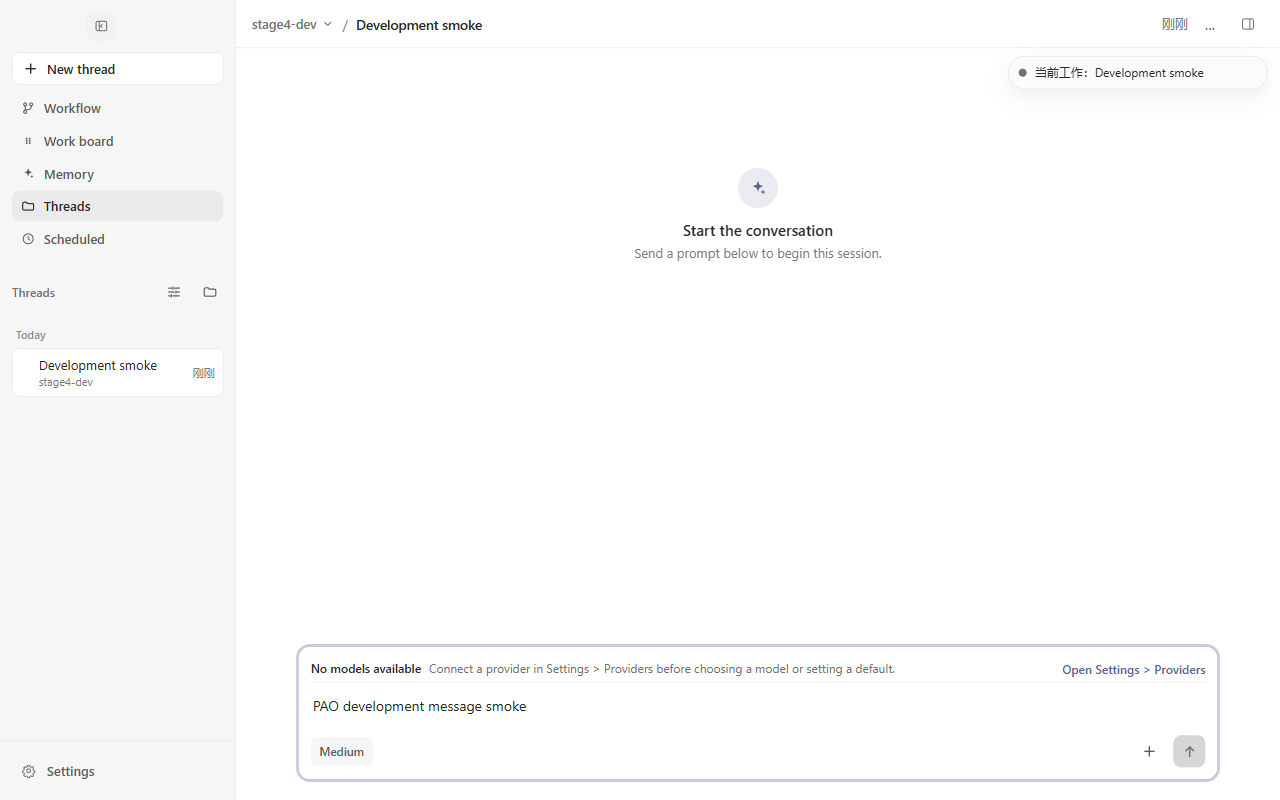 New thread
Workflow
Work board
Memory
Threads
Scheduled
Threads
Today
Development smoke
stage4-dev
刚刚
Settings
stage4-dev / Development smoke
刚刚
...
当前工作：Development smoke
Start the conversation
Send a prompt below to begin this session.
No models available Connect a provider in Settings > Providers before choosing a model or setting a default.
Open Settings > Providers
PAO development message smoke
Medium